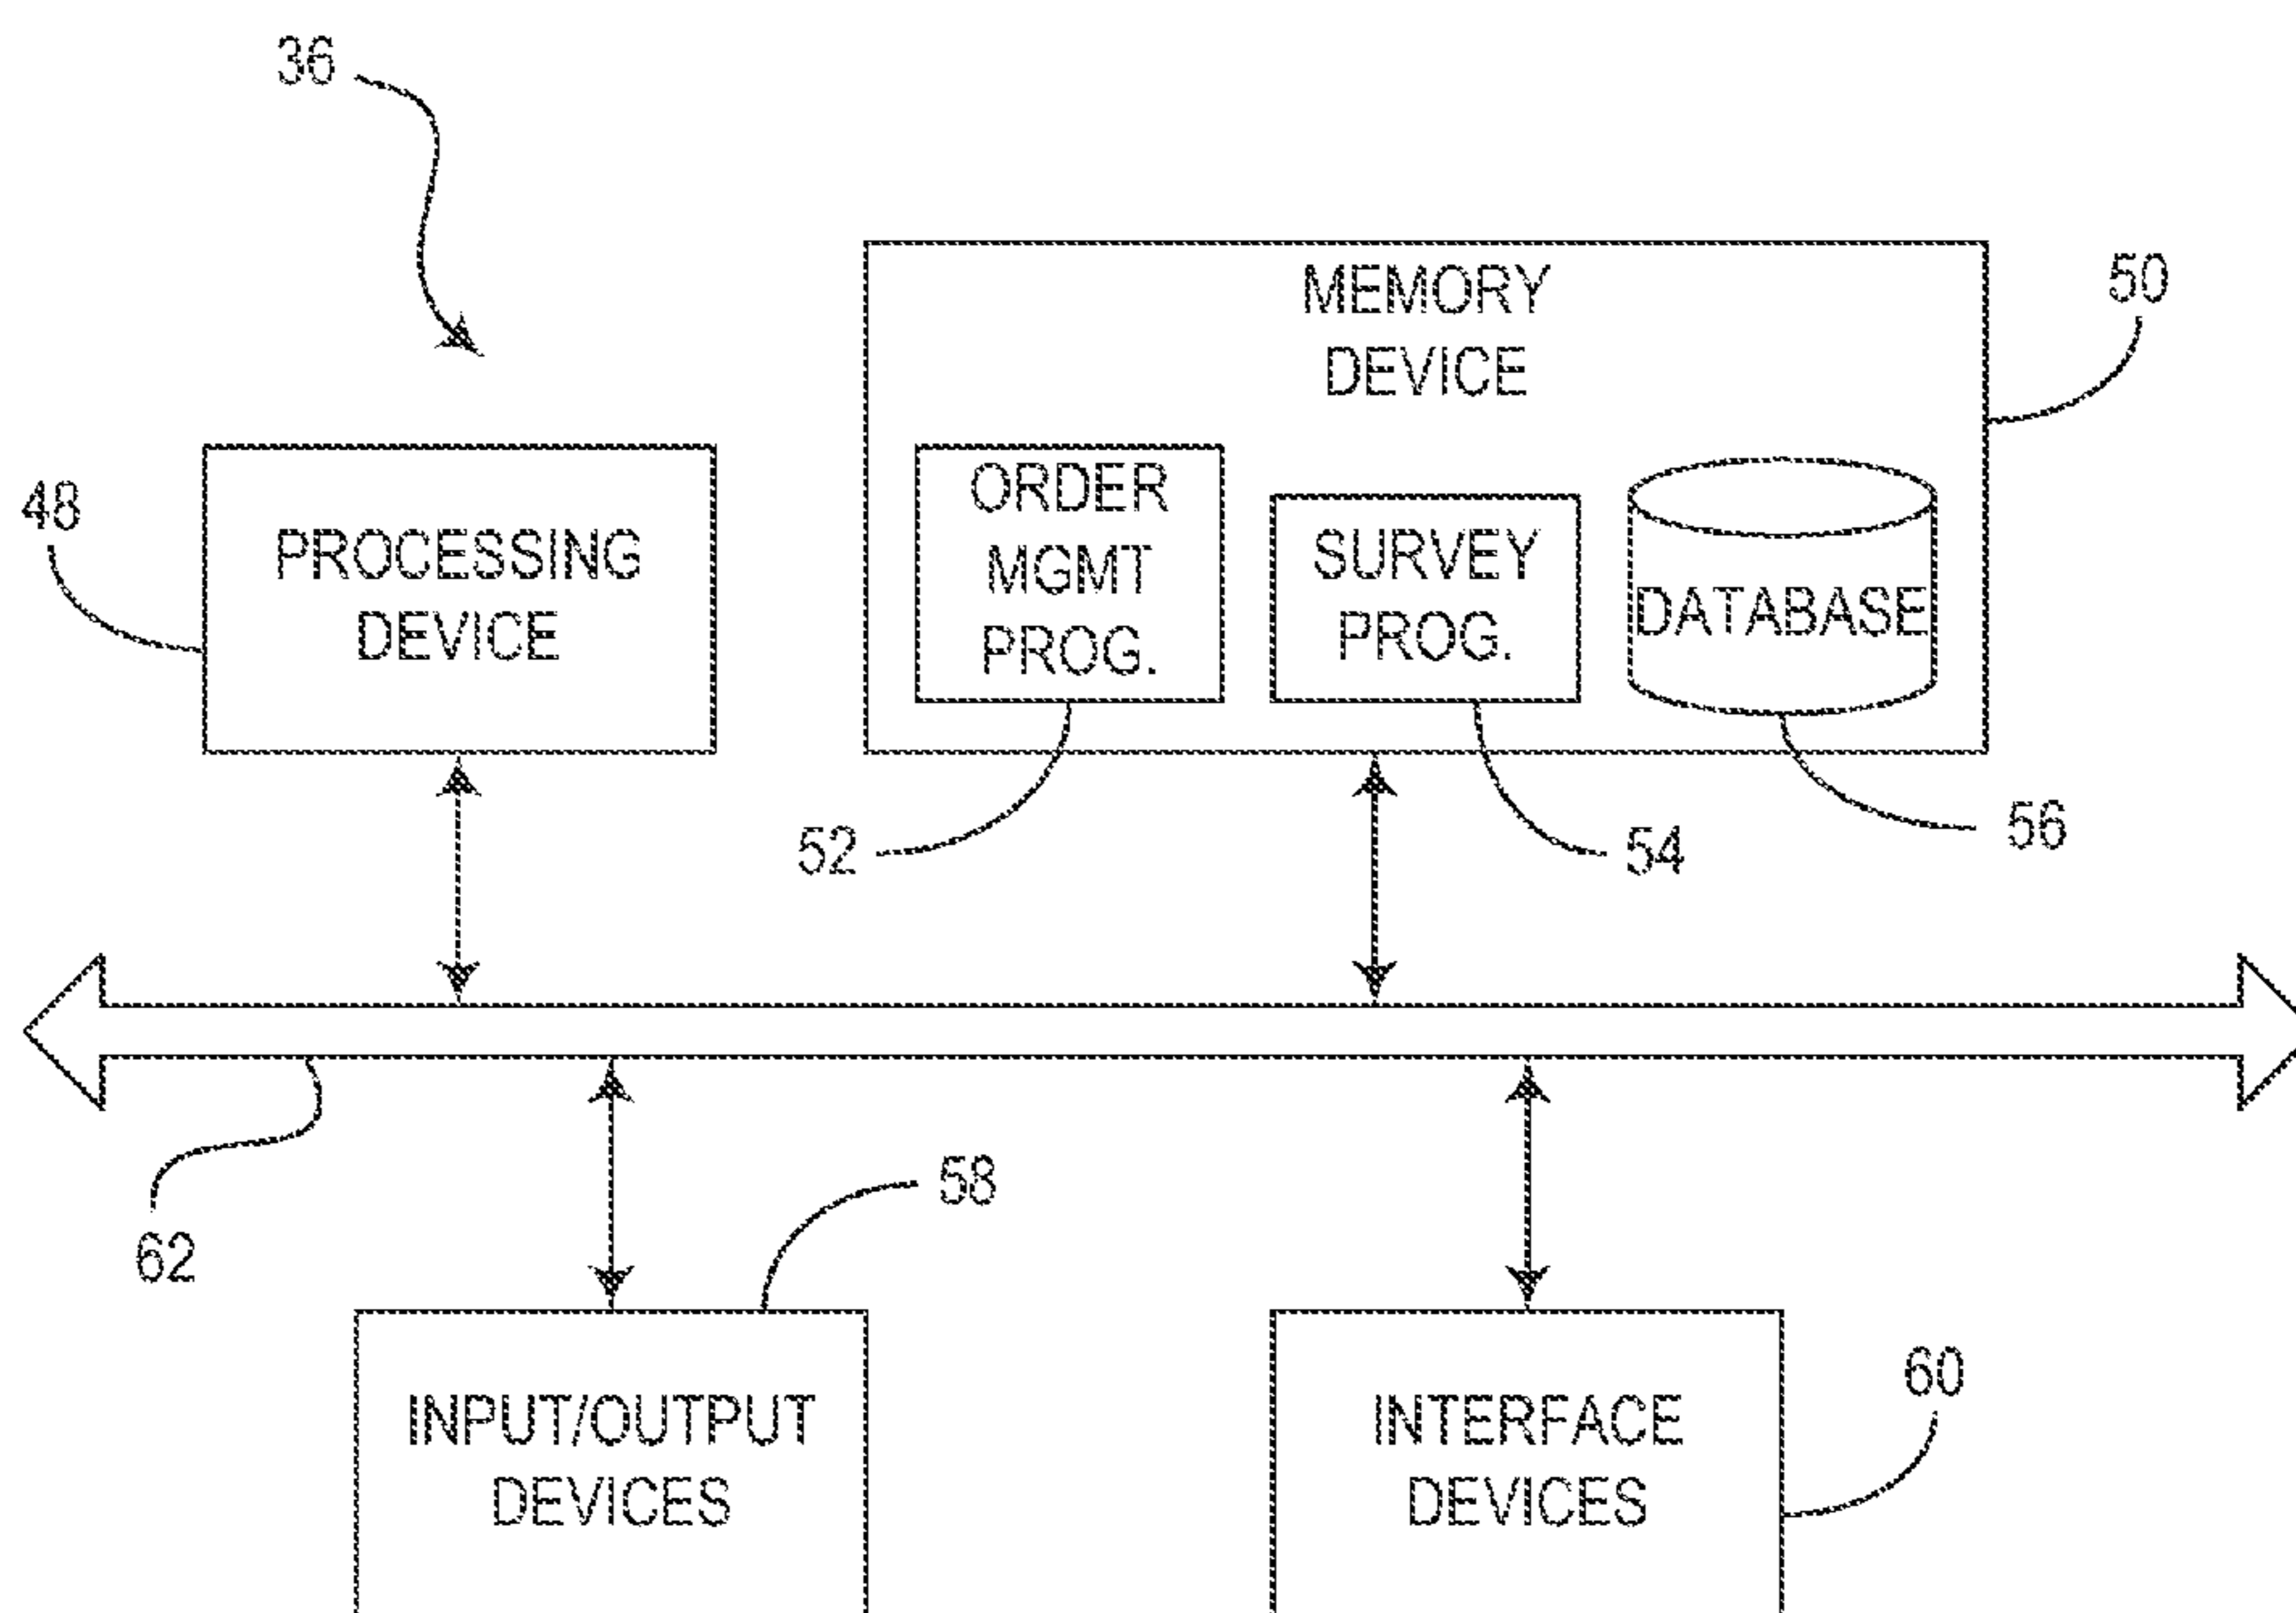 36
MEMORY
DEVICE
50
48
PROCESSING
DEVICE
ORDER
MGMT
PROG.
SURVEY
PROG.
DATABASE
52
54
56
62
58
INPUT/OUTPUT
DEVICES
INTERFACE
DEVICES
60